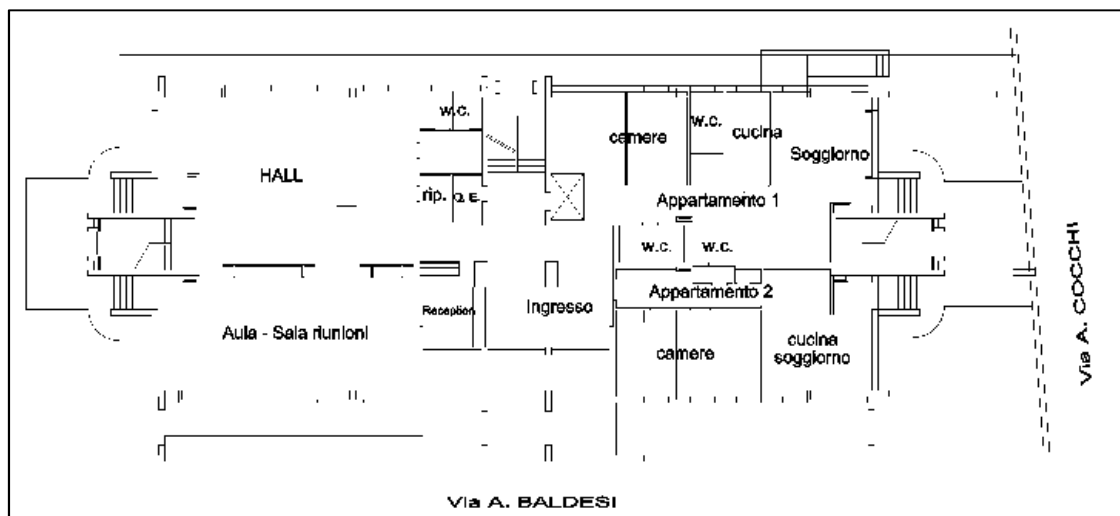 w.c.
camere
w.c.
cucina
Soggiorno
HALL
rip.
Q. E.
Appartamento 1
w.c.
w.c.
Appartamento 2
Reception
Ingresso
Aula - Sala riunioni
camere
cucina
soggiorno
Via A. COCCHI
Via A. BALDESI